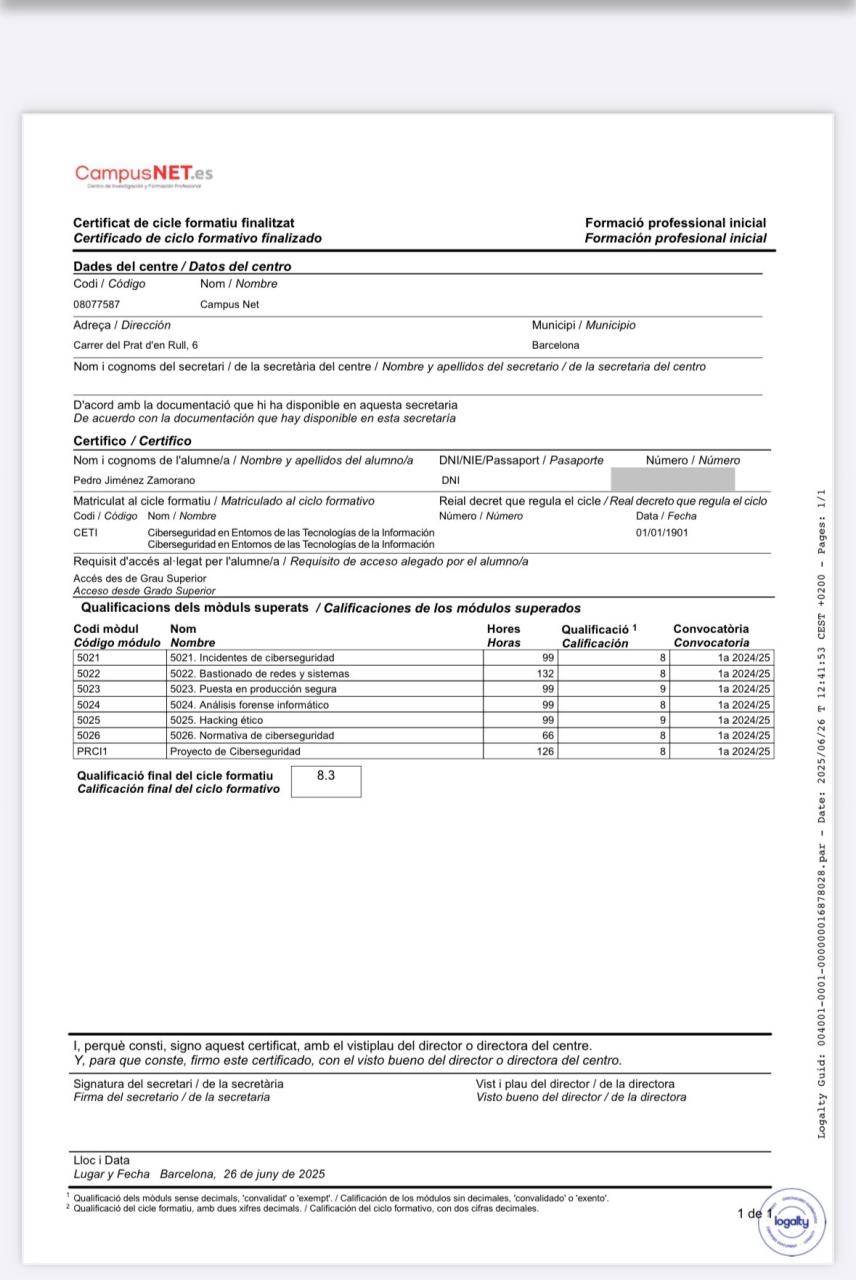 CampusNET.es
Centro de Investigación y Formación Profesional
Certificat de cicle formatiu finalitzat Formació professional inicial
Certificado de ciclo formativo finalizado Formación profesional inicial
Dades del centre / Datos del centro
Codi / Código Nom / Nombre
08077587 Campus Net
Adreça / Dirección Municipi / Municipio
Carrer del Prat d'en Rull, 6 Barcelona
Nom i cognoms del secretari / de la secretària del centre / Nombre y apellidos del secretario / de la secretaria del centro
D'acord amb la documentació que hi ha disponible en aquesta secretaria
De acuerdo con la documentación que hay disponible en esta secretaría
Certifico / Certifico
Nom i cognoms de l'alumne/a / Nombre y apellidos del alumno/a DNI/NIE/Passaport / Pasaporte Número / Número
Pedro Jiménez Zamorano DNI
Matriculat al cicle formatiu / Matriculado al ciclo formativo Reial decret que regula el cicle / Real decreto que regula el ciclo
Codi / Código Nom / Nombre Número / Número Data / Fecha
CETI Ciberseguridad en Entornos de las Tecnologías de la Información 01/01/1901
Ciberseguridad en Entornos de las Tecnologías de la Información
Requisit d'accés al·legat per l'alumne/a / Requisito de acceso alegado por el alumno/a
Accés des de Grau Superior
Acceso desde Grado Superior
Qualificacions dels mòduls superats / Calificaciones de los módulos superados
Codi mòdul Nom Hores Qualificació 1 Convocatòria
Código módulo Nombre Horas Calificación Convocatoria
5021 5021. Incidentes de ciberseguridad 99 8 1a 2024/25
5022 5022. Bastionado de redes y sistemas 132 8 1a 2024/25
5023 5023. Puesta en producción segura 99 9 1a 2024/25
5024 5024. Análisis forense informático 99 8 1a 2024/25
5025 5025. Hacking ético 99 9 1a 2024/25
5026 5026. Normativa de ciberseguridad 66 8 1a 2024/25
PRCI1 Proyecto de Ciberseguridad 126 8 1a 2024/25
Qualificació final del cicle formatiu 8.3
Calificación final del ciclo formativo
I, perquè consti, signo aquest certificat, amb el vistiplau del director o directora del centre.
Y, para que conste, firmo este certificado, con el visto bueno del director o directora del centro.
Signatura del secretari / de la secretària Vist i plau del director / de la directora
Firma del secretario / de la secretaria Visto bueno del director / de la directora
Lloc i Data
Lugar y Fecha Barcelona, 26 de juny de 2025
1 Qualificació dels mòduls sense decimals, 'convalidat' o 'exempt'. / Calificación de los módulos sin decimales, 'convalidado' o 'exento'.
2 Qualificació del cicle formatiu, amb dues xifres decimals. / Calificación del ciclo formativo, con dos cifras decimales.
1 de 1
logalty
Logalty Guid: 004001-0001-000000016878028.par - Date: 2025/06/26 T 12:41:53 CEST +0200 - Pages: 1/1